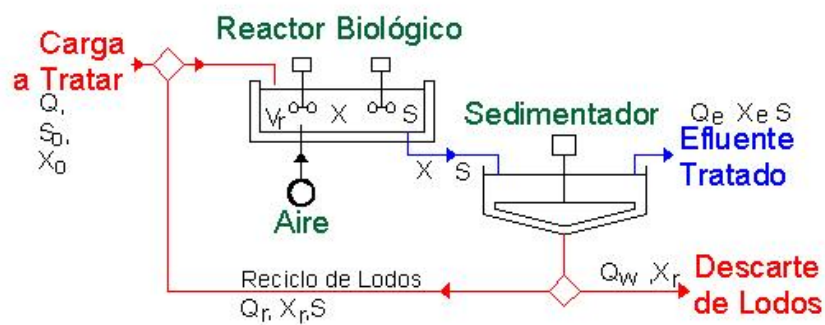 Reactor Biológico
Carga
a Tratar
Q,
S₀,
X₀
Vr X S
Aire
X S
Sedimentador
Qe Xe S
Efluente
Tratado
Reciclo de Lodos
Qr, Xr,S
Qw ,Xr
Descarte
de Lodos